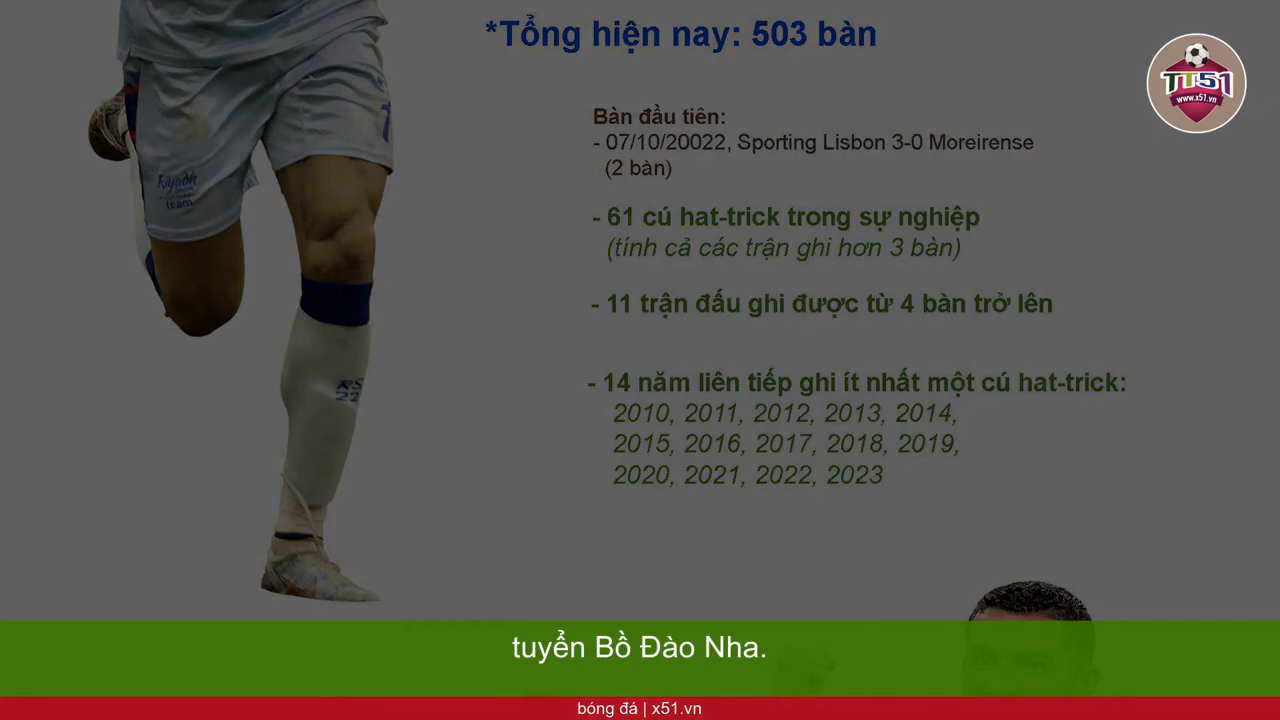 *Tổng hiện nay: 503 bàn
TT51
www.x51.vn
Bàn đầu tiên:
- 07/10/20022, Sporting Lisbon 3-0 Moreirense
(2 bàn)
- 61 cú hat-trick trong sự nghiệp
(tính cả các trận ghi hơn 3 bàn)
- 11 trận đấu ghi được từ 4 bàn trở lên
- 14 năm liên tiếp ghi ít nhất một cú hat-trick:
2010, 2011, 2012, 2013, 2014,
2015, 2016, 2017, 2018, 2019,
2020, 2021, 2022, 2023
Riyadh
team
RS
22
tuyển Bồ Đào Nha.
bóng đá | x51.vn